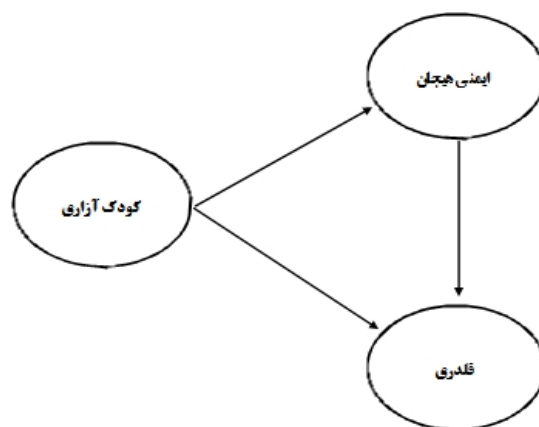 ایمنی هیجان
کودک آزاری
قلدری